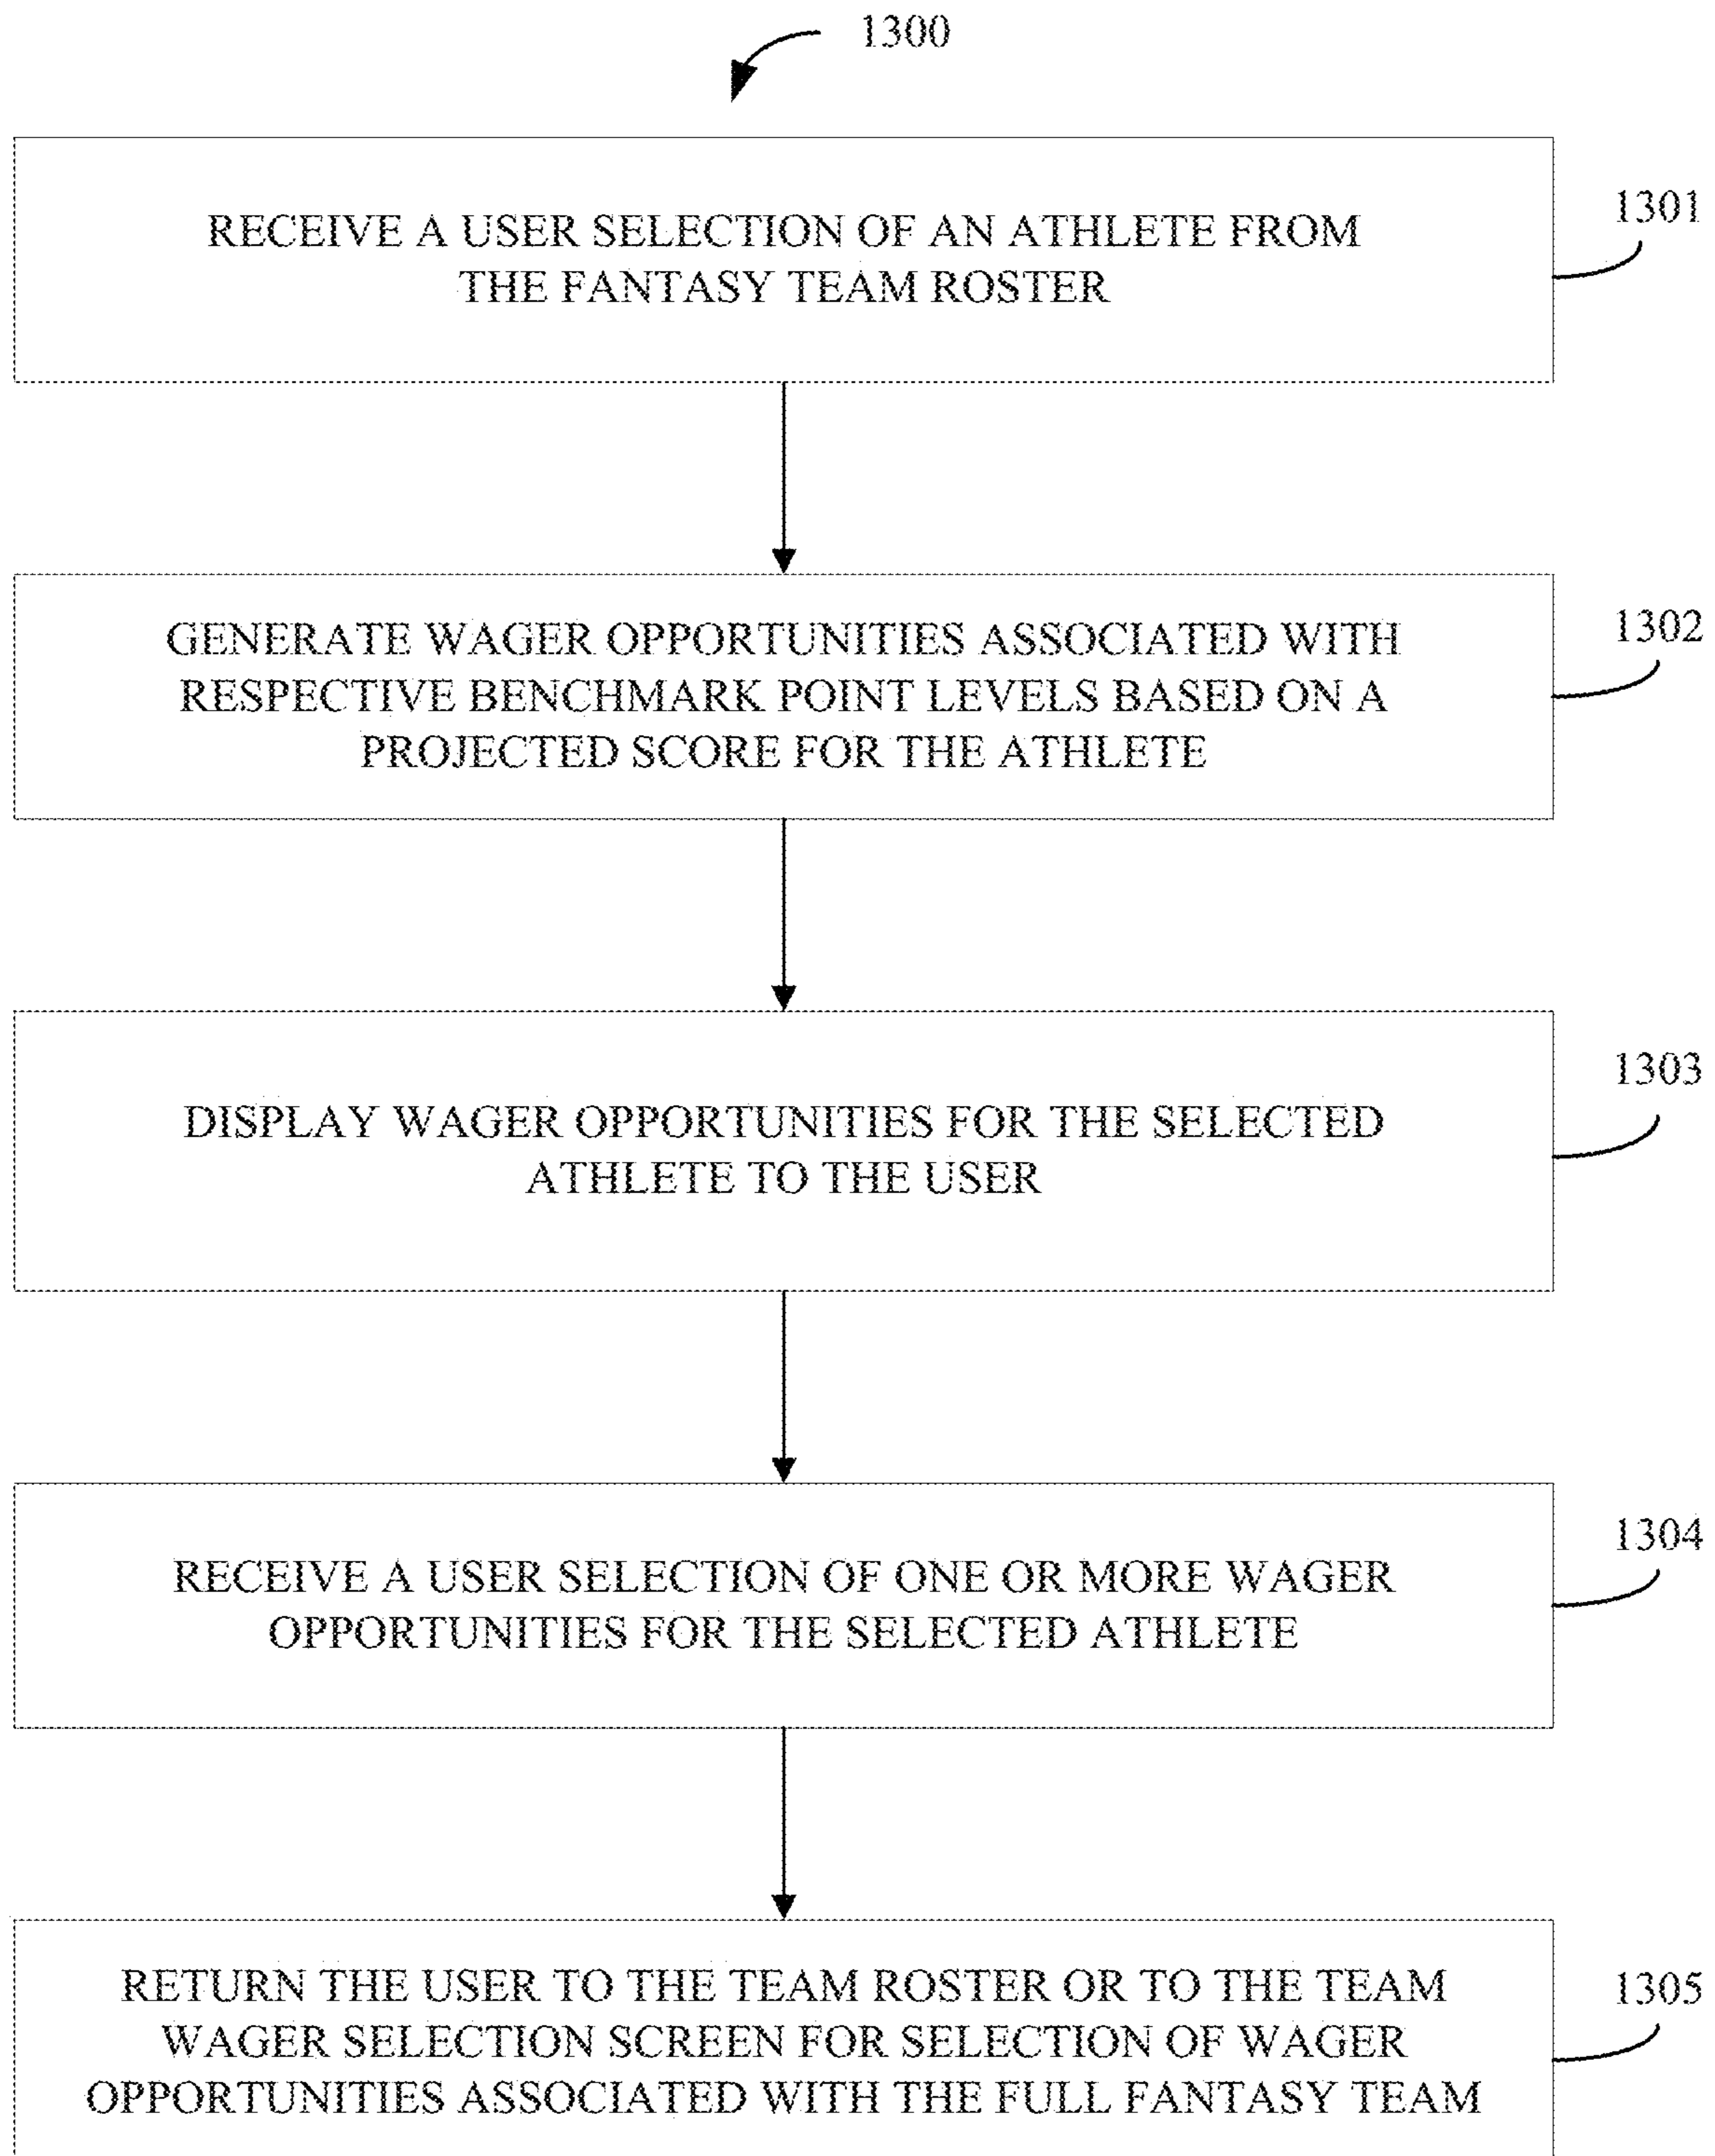 1300
RECEIVE A USER SELECTION OF AN ATHLETE FROM
THE FANTASY TEAM ROSTER
1301
GENERATE WAGER OPPORTUNITIES ASSOCIATED WITH
RESPECTIVE BENCHMARK POINT LEVELS BASED ON A
PROJECTED SCORE FOR THE ATHLETE
1302
DISPLAY WAGER OPPORTUNITIES FOR THE SELECTED
ATHLETE TO THE USER
1303
RECEIVE A USER SELECTION OF ONE OR MORE WAGER
OPPORTUNITIES FOR THE SELECTED ATHLETE
1304
RETURN THE USER TO THE TEAM ROSTER OR TO THE TEAM
WAGER SELECTION SCREEN FOR SELECTION OF WAGER
OPPORTUNITIES ASSOCIATED WITH THE FULL FANTASY TEAM
1305